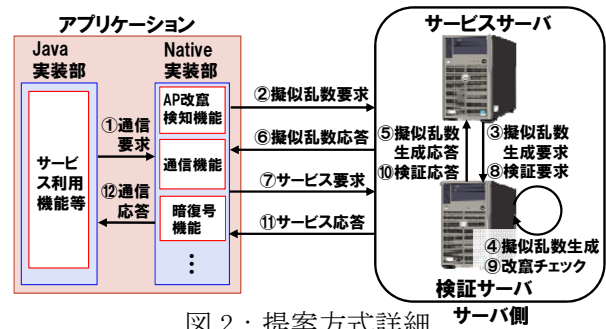 アプリケーション
サービスサーバ
Java
実装部
Native
実装部
AP改竄
検知機能
②擬似乱数要求
①通信
要求
⑥擬似乱数応答
⑤擬似乱数
生成応答
③擬似乱数
生成要求
サービ
ス利用
機能等
通信機能
⑩検証応答
⑧検証要求
⑦サービス要求
⑫通信
応答
暗復号
機能
⑪サービス応答
④擬似乱数生成
⑨改竄チェック
⋮
検証サーバ
サーバ側
図2：提案方式詳細